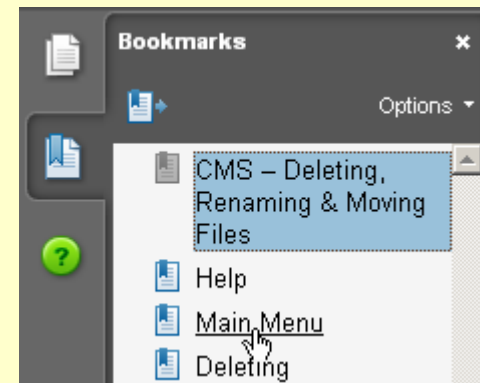 Bookmarks
Options
CMS – Deleting,
Renaming & Moving
Files
Help
Main Menu
Deleting